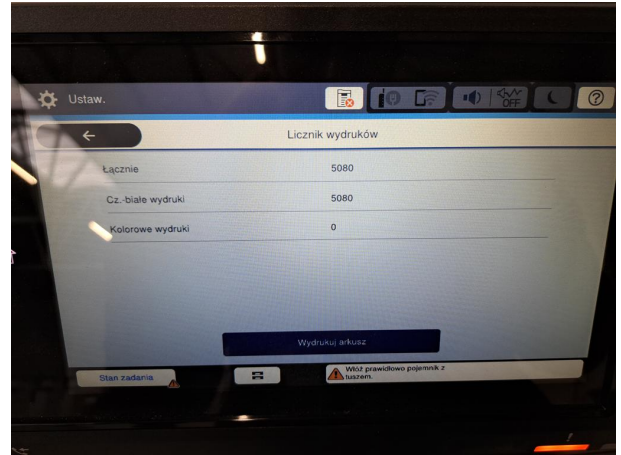 Ustaw.
OFF
?
Licznik wydruków
Łącznie 5080
Cz.-białe wydruki 5080
Kolorowe wydruki 0
Wydrukuj arkusz
Stan zadania
Włóż prawidłowo pojemnik z
tuszem.